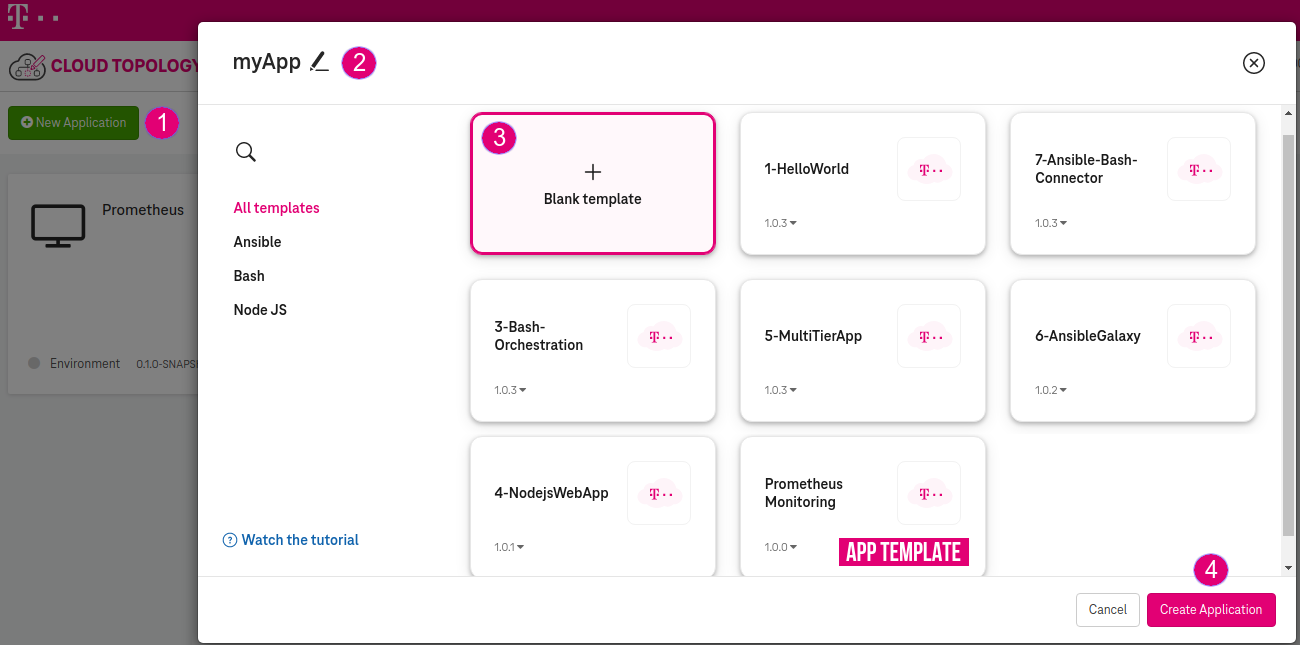 T
CLOUD TOPOLOGY
New Application
1
Prometheus
Environment 0.1.0-SNAPS
myApp
2
All templates
Ansible
Bash
Node JS
Watch the tutorial
3
Blank template
1-HelloWorld
T
1.0.3
7-Ansible-Bash-
Connector
T
1.0.3
3-Bash-
Orchestration
T
1.0.3
5-MultiTierApp
T
1.0.3
6-AnsibleGalaxy
T
1.0.2
4-NodejsWebApp
T
1.0.1
Prometheus
Monitoring
T
1.0.0
APP TEMPLATE
4
Cancel
Create Application